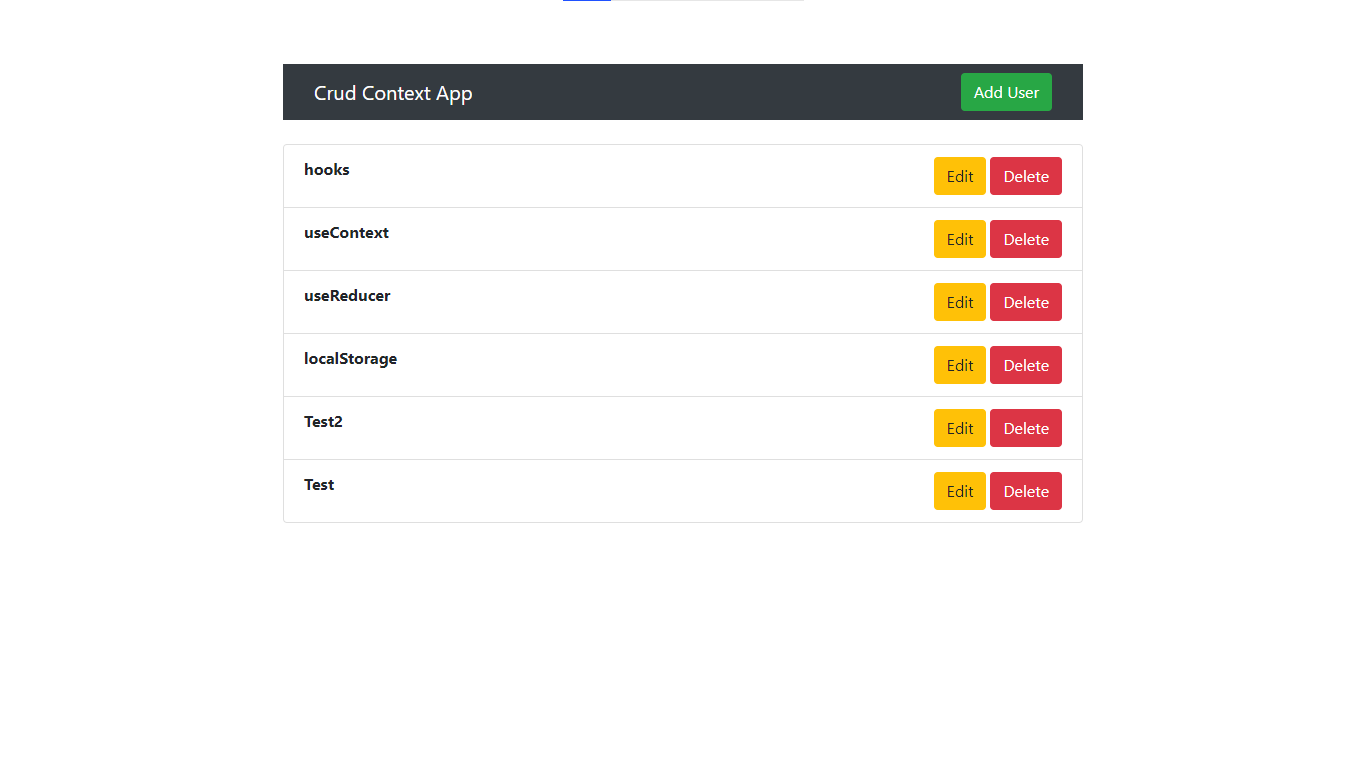 Crud Context App Add User
hooks Edit Delete
useContext Edit Delete
useReducer Edit Delete
localStorage Edit Delete
Test2 Edit Delete
Test Edit Delete